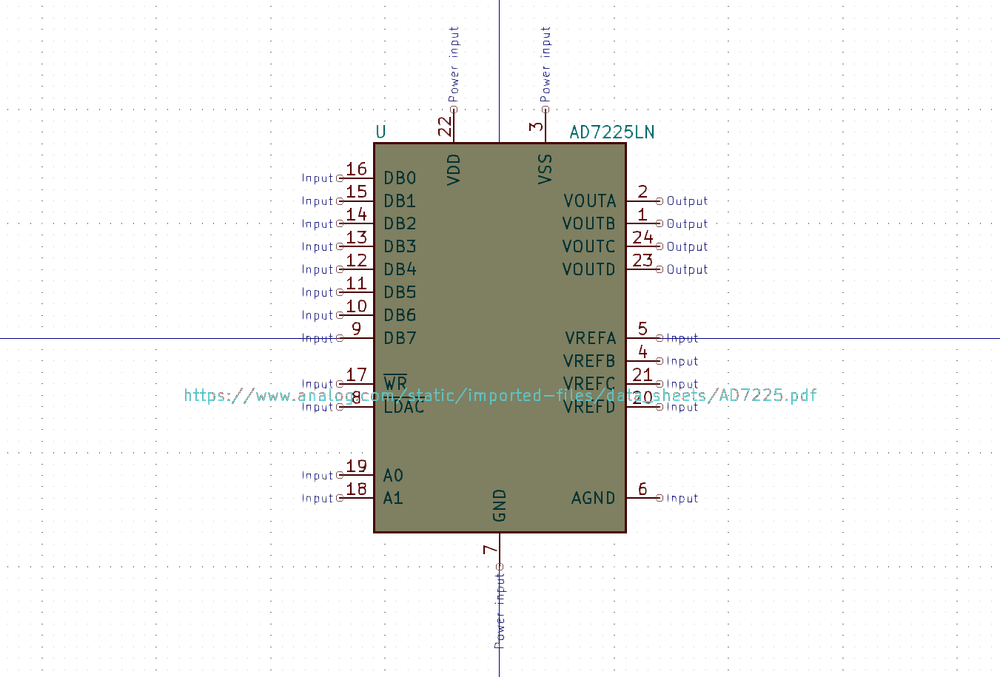 Power input
Power input
22
3
U
AD7225LN
VDD
VSS
Input 16 DB0
Input 15 DB1 VOUTA 2 Output
Input 14 DB2 VOUTB 1 Output
Input 13 DB3 VOUTC 24 Output
Input 12 DB4 VOUTD 23 Output
Input 11 DB5
Input 10 DB6
Input 9 DB7 VREFA 5 Input
VREFB 4 Input
Input 17 WR VREFC 21 Input
https://www.analog.com/static/imported-files/data_sheets/AD7225.pdf
Input 8 LDAC VREFD 20 Input
Input 19 A0
Input 18 A1 AGND 6 Input
GND
7
Power input